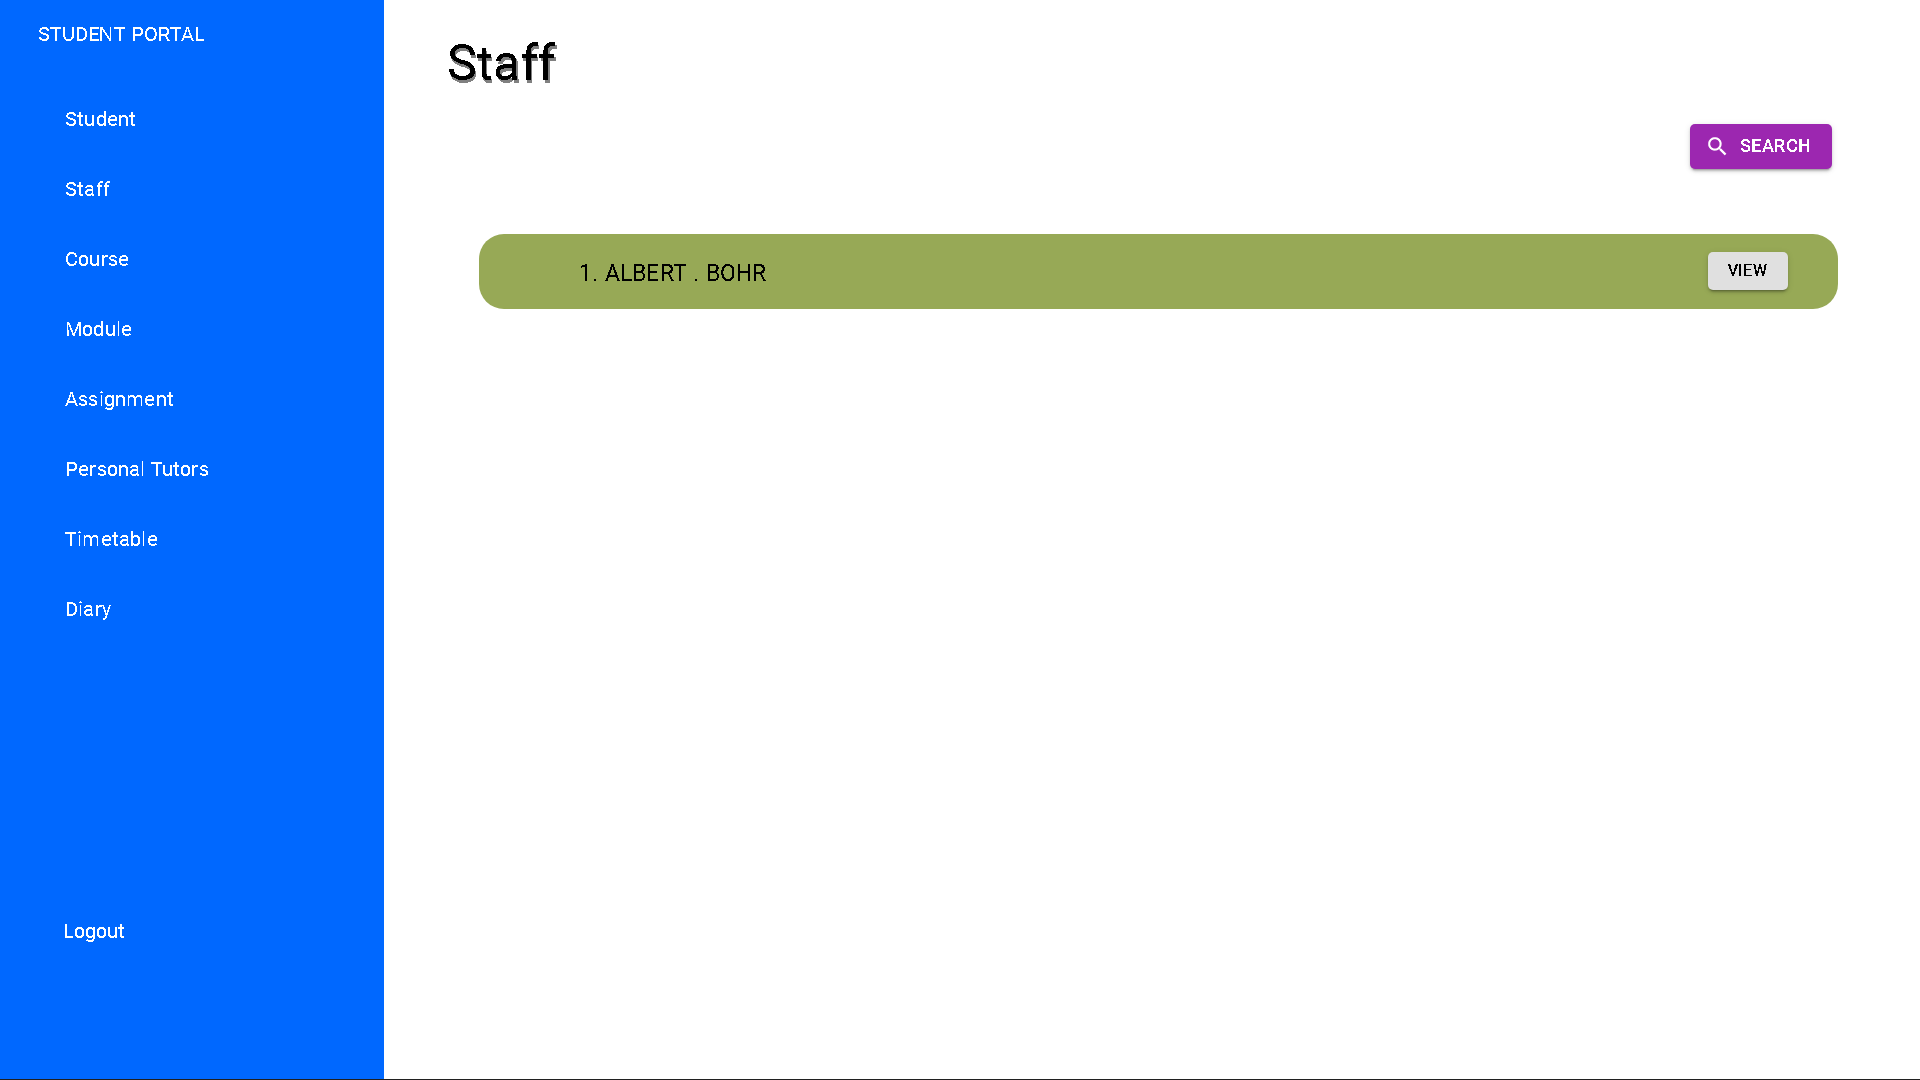 STUDENT PORTAL
Student
Staff
Course
Module
Assignment
Personal Tutors
Timetable
Diary
Logout
Staff
SEARCH
1. ALBERT . BOHR
VIEW